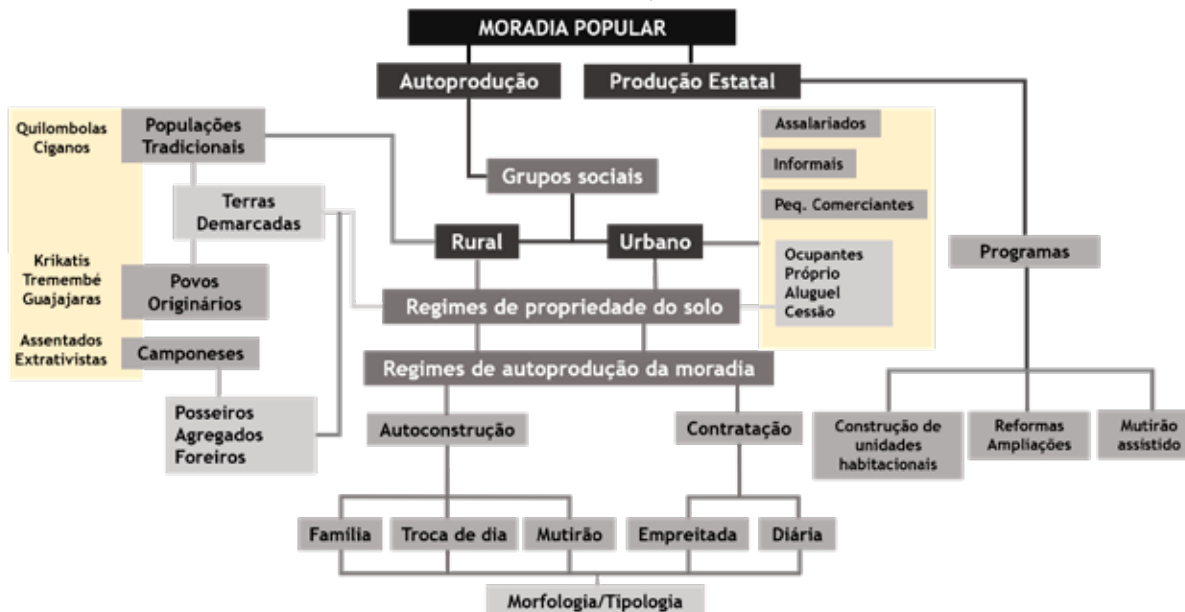 MORADIA POPULAR
Autoprodução
Produção Estatal
Quilombolas
Ciganos
Populações
Tradicionais
Assalariados
Informais
Grupos sociais
Terras
Demarcadas
Peq. Comerciantes
Rural
Urbano
Programas
Krikatis
Tremembé
Guajajaras
Povos
Originários
Ocupantes
Próprio
Aluguel
Cessão
Regimes de propriedade do solo
Assentados
Extrativistas
Camponeses
Regimes de autoprodução da moradia
Posseiros
Agregados
Foreiros
Autoconstrução
Contratação
Construção de
unidades
habitacionais
Reformas
Ampliações
Mutirão
assistido
Família
Troca de dia
Mutirão
Empreitada
Diária
Morfologia/Tipologia